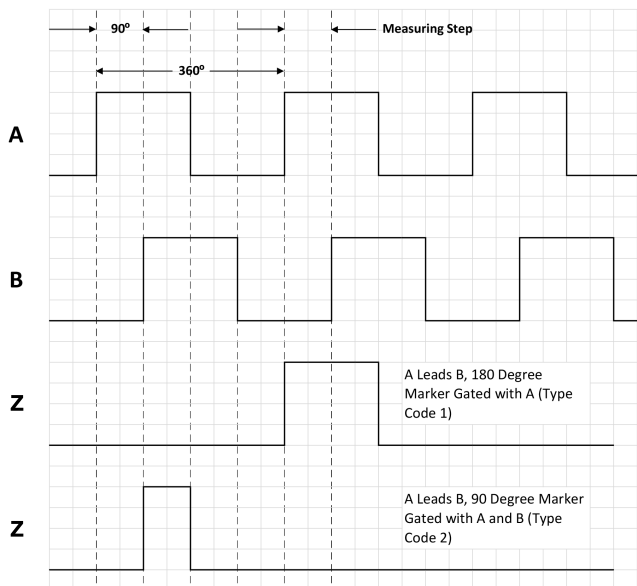 90°
Measuring Step
360°
A
B
Z
A Leads B, 180 Degree
Marker Gated with A (Type
Code 1)
Z
A Leads B, 90 Degree Marker
Gated with A and B (Type
Code 2)